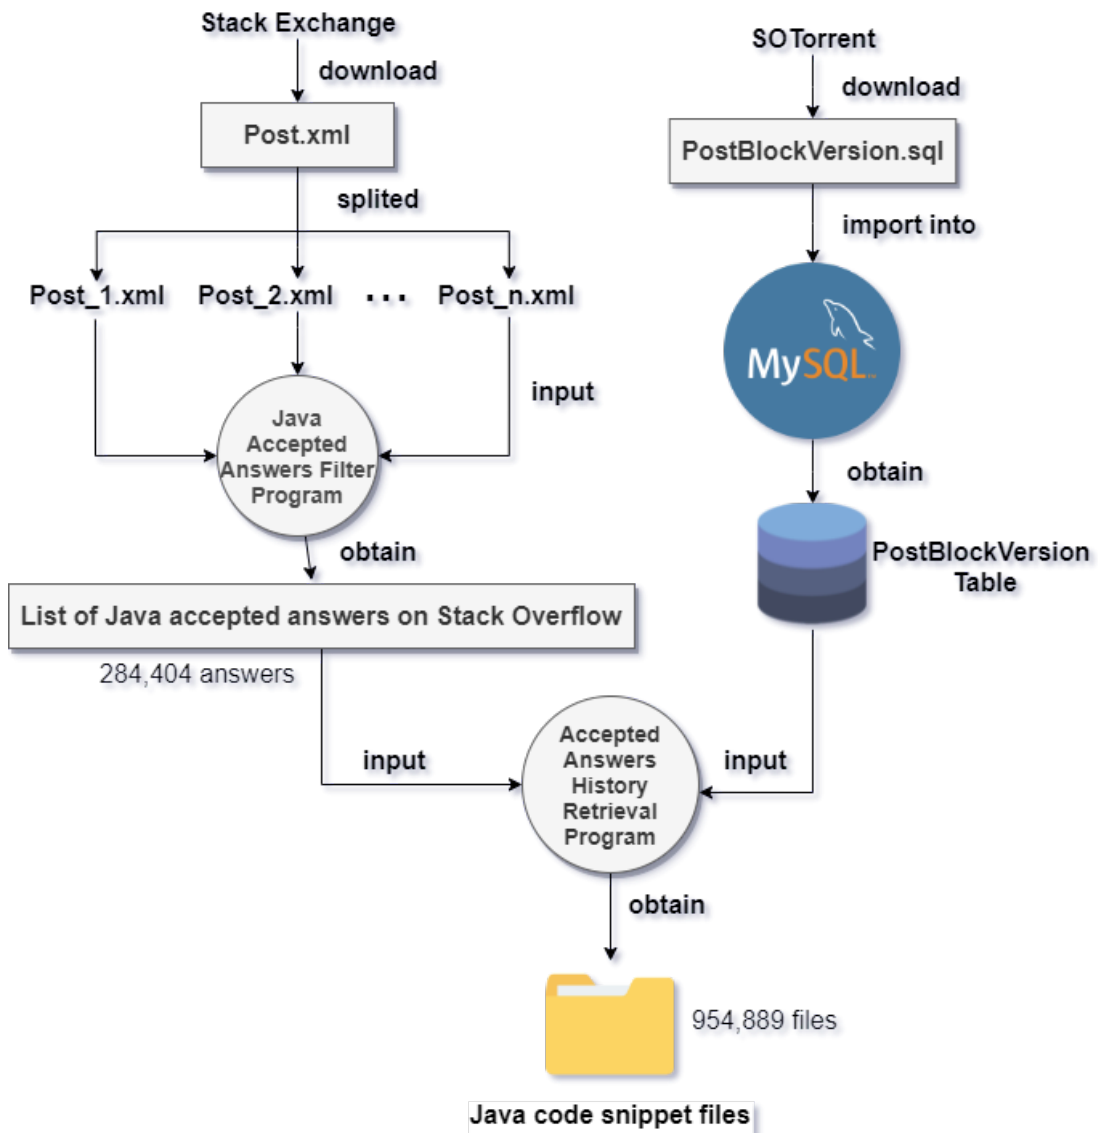 Stack Exchange
download
Post.xml
splited
Post_1.xml
Post_2.xml
...
Post_n.xml
input
Java
Accepted
Answers Filter
Program
obtain
List of Java accepted answers on Stack Overflow
284,404 answers
input
SOTorrent
download
PostBlockVersion.sql
import into
MySQL
obtain
PostBlockVersion
Table
input
Accepted
Answers
History
Retrieval
Program
obtain
954,889 files
Java code snippet files